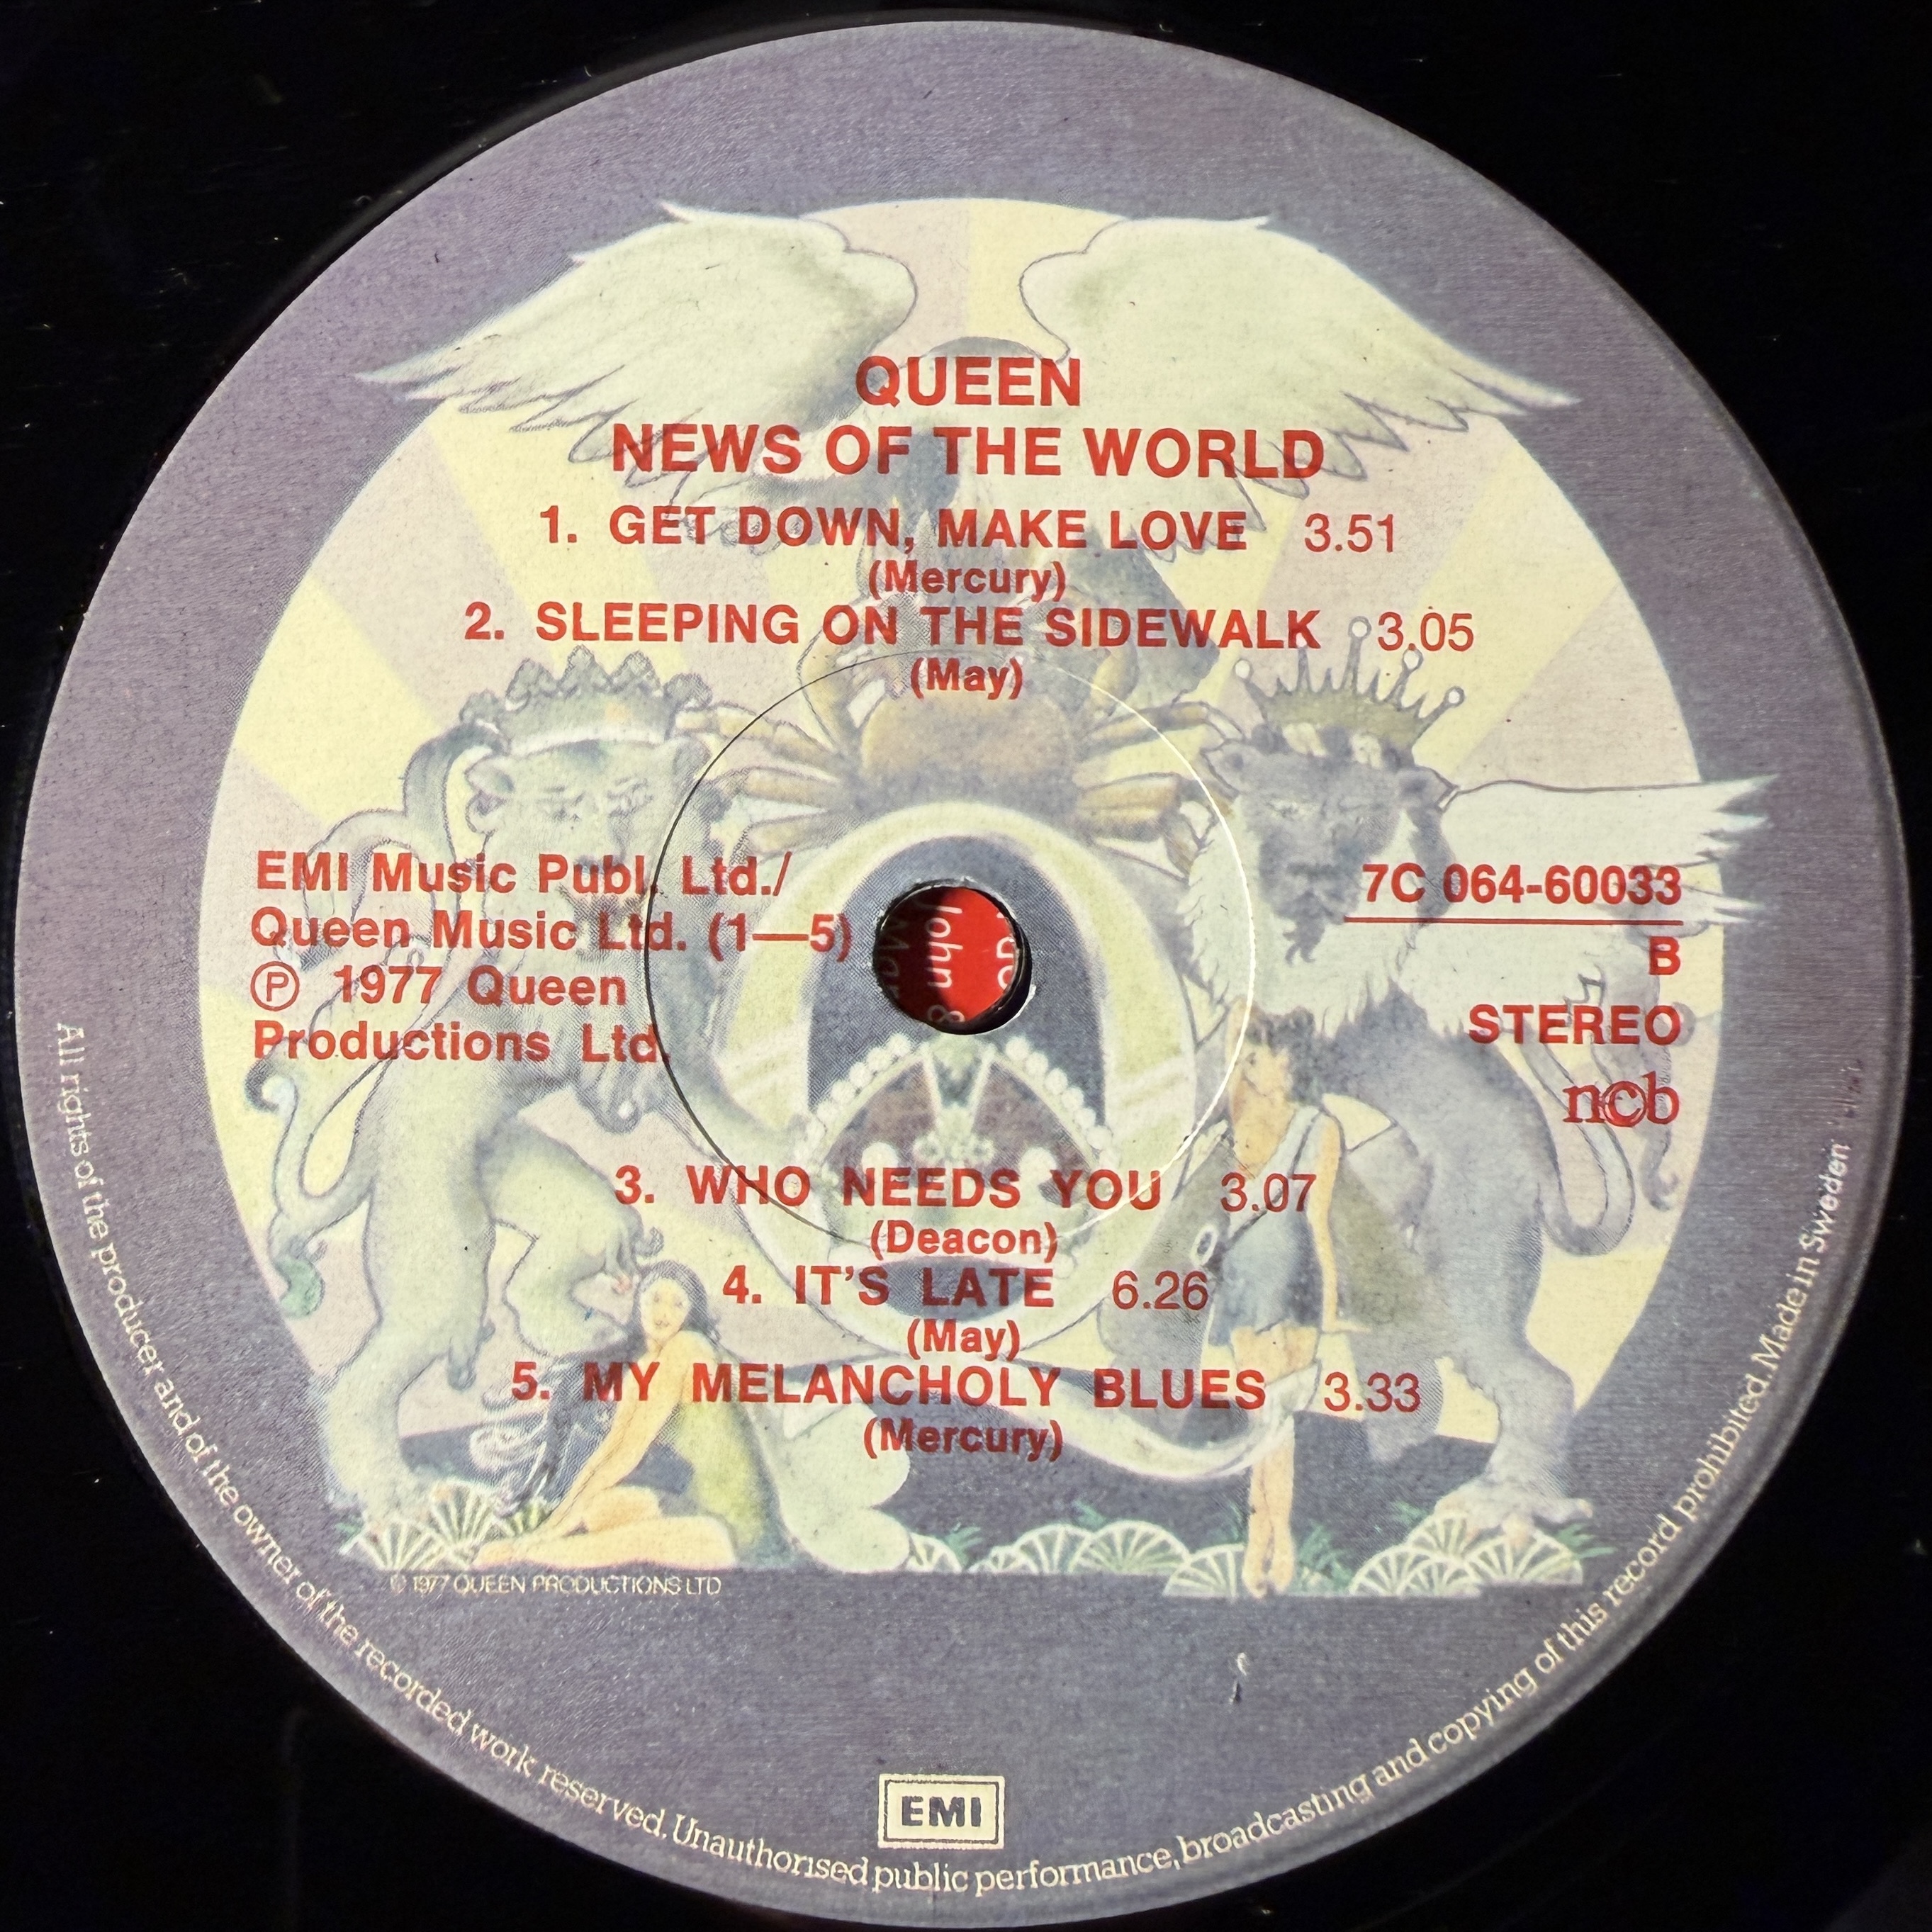 QUEEN
NEWS OF THE WORLD
1. GET DOWN, MAKE LOVE 3.51
(Mercury)
2. SLEEPING ON THE SIDEWALK 3.05
(May)
EMI Music Publ. Ltd./
Queen Music Ltd. (1—5)
Ⓟ 1977 Queen
Productions Ltd.
7C 064-60033
B
STEREO
n©b
John &
3. WHO NEEDS YOU 3.07
(Deacon)
4. IT'S LATE 6.26
(May)
5. MY MELANCHOLY BLUES 3.33
(Mercury)
© 1977 QUEEN PRODUCTIONS LTD
EMI
All rights of the producer and of the owner of the recorded work reserved. Unauthorised public performance, broadcasting and copying of this record prohibited. Made in Sweden